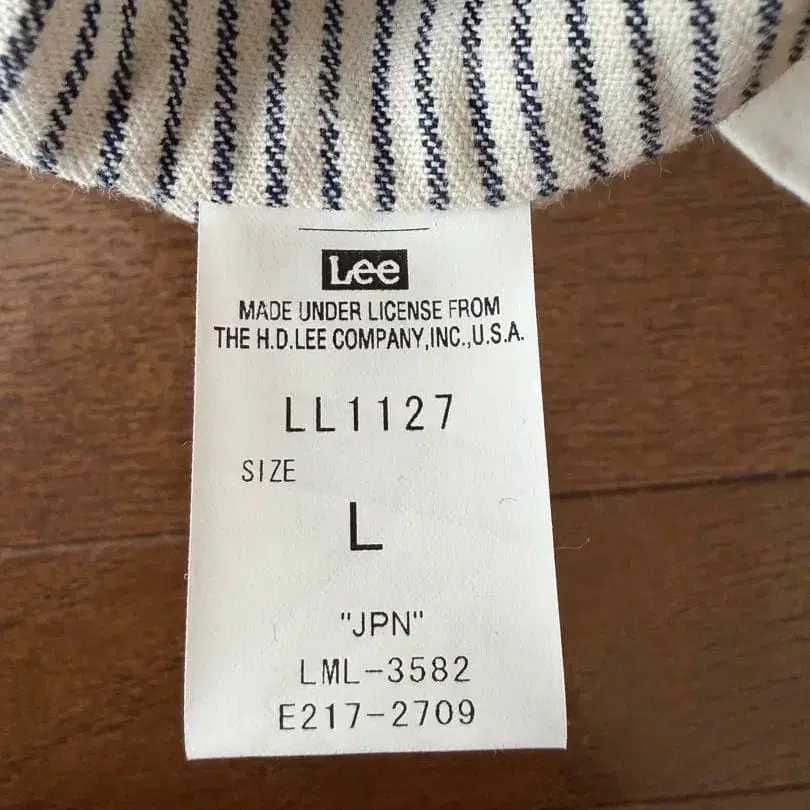 Lee
MADE UNDER LICENSE FROM
THE H.D.LEE COMPANY,INC.,U.S.A.
LL1127
SIZE
L
"JPN"
LML-3582
E217-2709